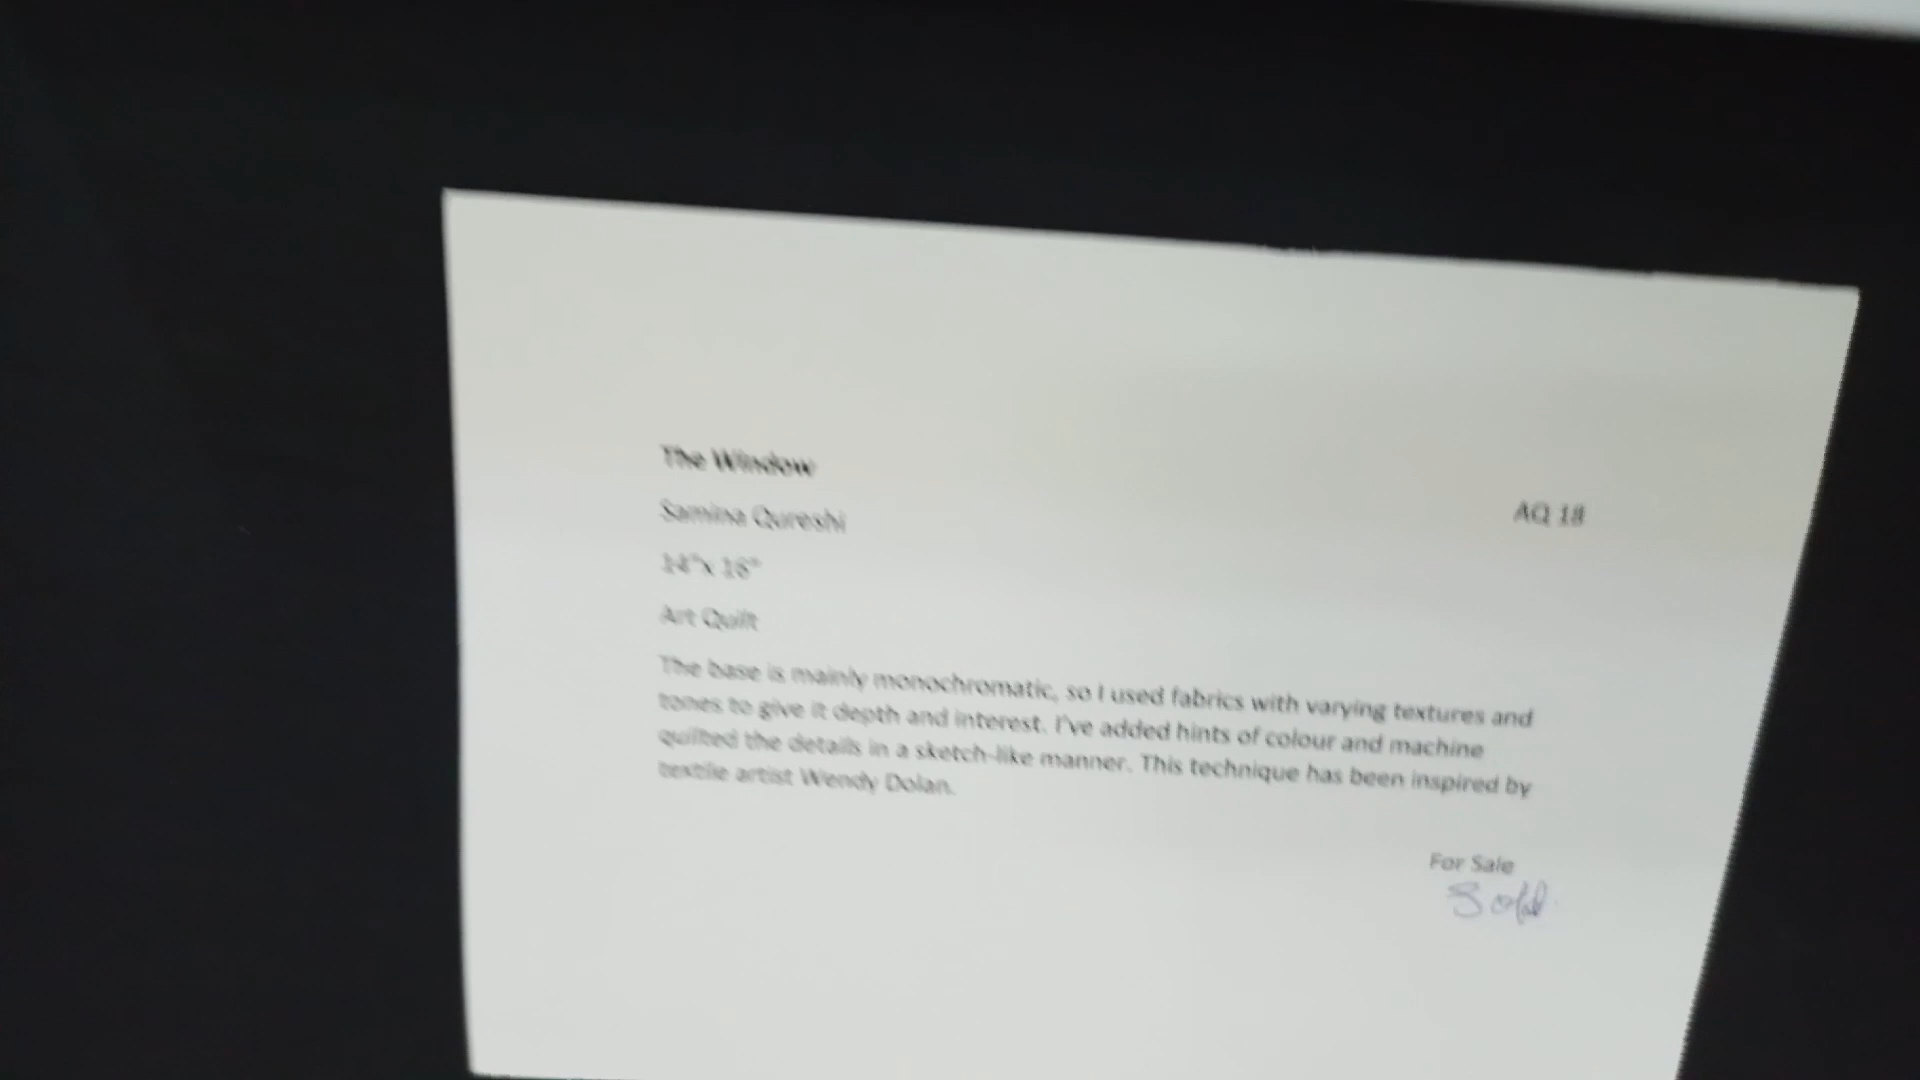 The Window
Samina Qureshi
AQ 18
14"x 16"
Art Quilt
The base is mainly monochromatic, so I used fabrics with varying textures and
tones to give it depth and interest. I've added hints of colour and machine
quilted the details in a sketch-like manner. This technique has been inspired by
textile artist Wendy Dolan.
For Sale
Sold